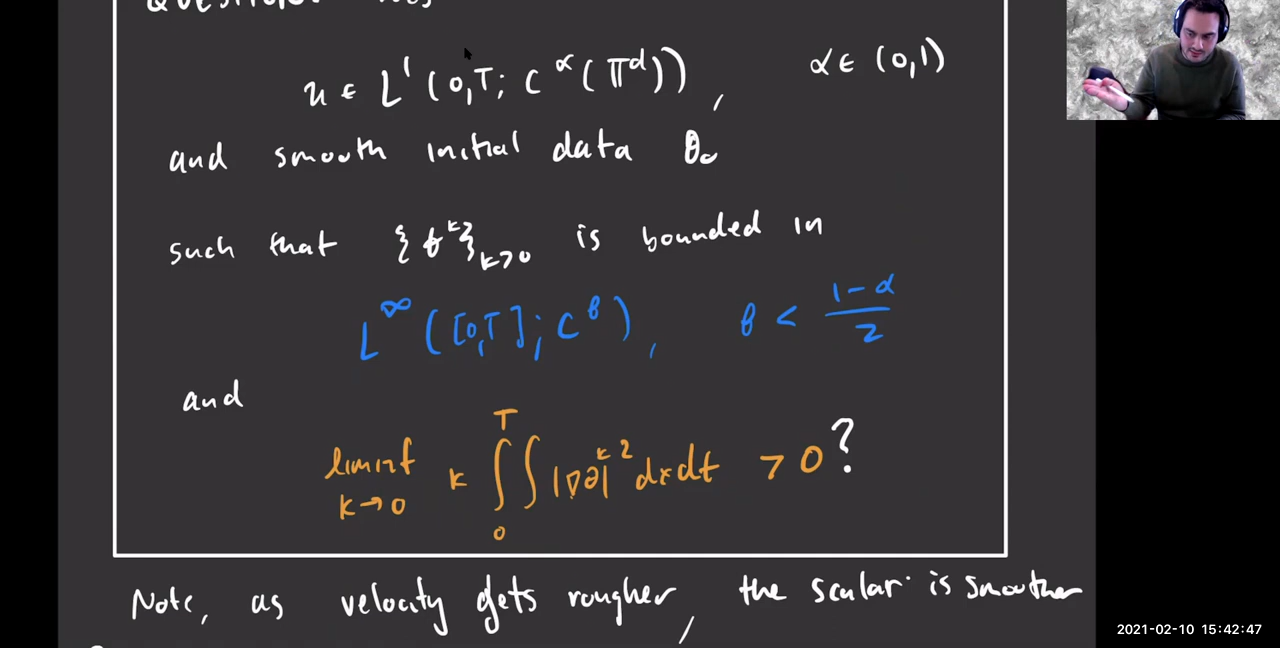 u ∈ L¹(0,T; C^α(𝕋^d)), α ∈ (0,1)
and smooth initial data θ₀
such that {θ^κ}_{κ>0} is bounded in
L^∞([0,T]; C^β), β < (1-α)/2
and
liminf_{κ→0} κ ∫₀^T ∫ |∇θ|^{κ 2} dx dt > 0?
Note, as velocity gets rougher, the scalar is smoother
2021-02-10 15:42:47